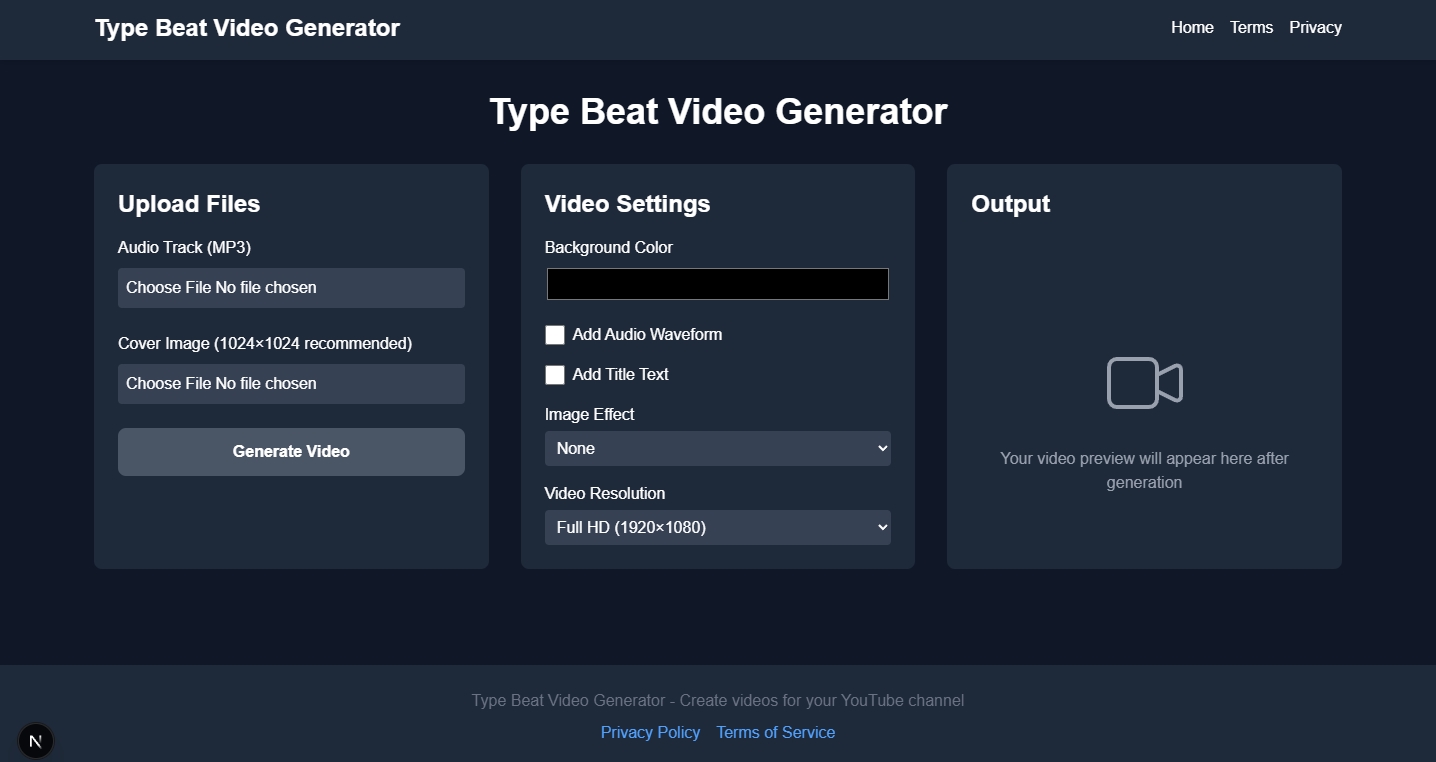 Type Beat Video Generator
Home Terms Privacy
Type Beat Video Generator
Upload Files
Audio Track (MP3)
Choose File No file chosen
Cover Image (1024×1024 recommended)
Choose File No file chosen
Generate Video
Video Settings
Background Color
Add Audio Waveform
Add Title Text
Image Effect
None
Video Resolution
Full HD (1920×1080)
Output
Your video preview will appear here after
generation
Type Beat Video Generator - Create videos for your YouTube channel
Privacy Policy Terms of Service
N